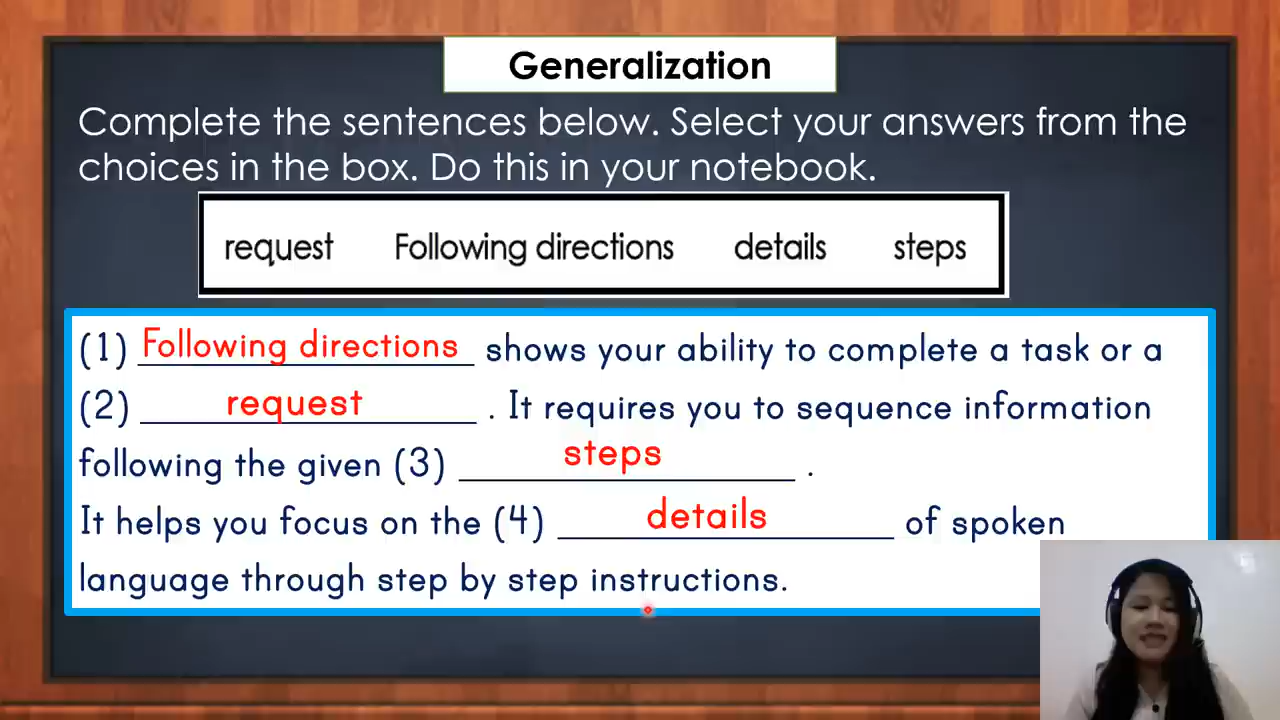 Generalization
Complete the sentences below. Select your answers from the
choices in the box. Do this in your notebook.
request Following directions details steps
(1) Following directions shows your ability to complete a task or a
(2) request . It requires you to sequence information
following the given (3) steps .
It helps you focus on the (4) details of spoken
language through step by step instructions.